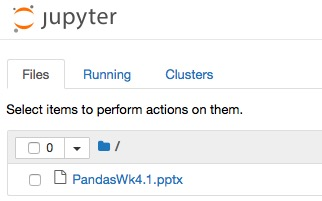 jupyter
Files Running Clusters
Select items to perform actions on them.
0 /
PandasWk4.1.pptx